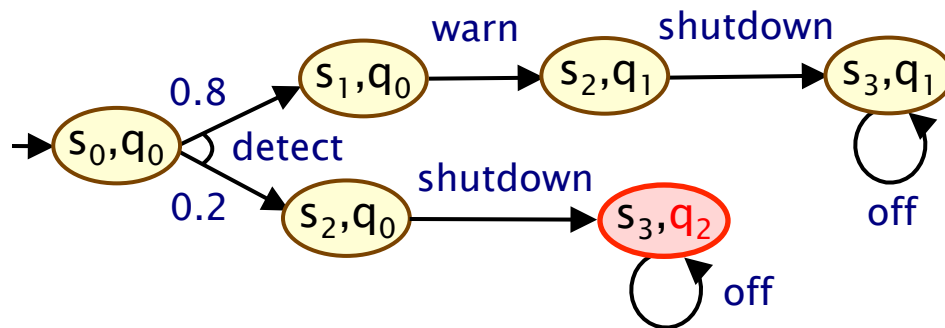 warn
shutdown
s₁,q₀
s₂,q₁
s₃,q₁
0.8
s₀,q₀
detect
shutdown
0.2
s₂,q₀
s₃,q₂
off
off